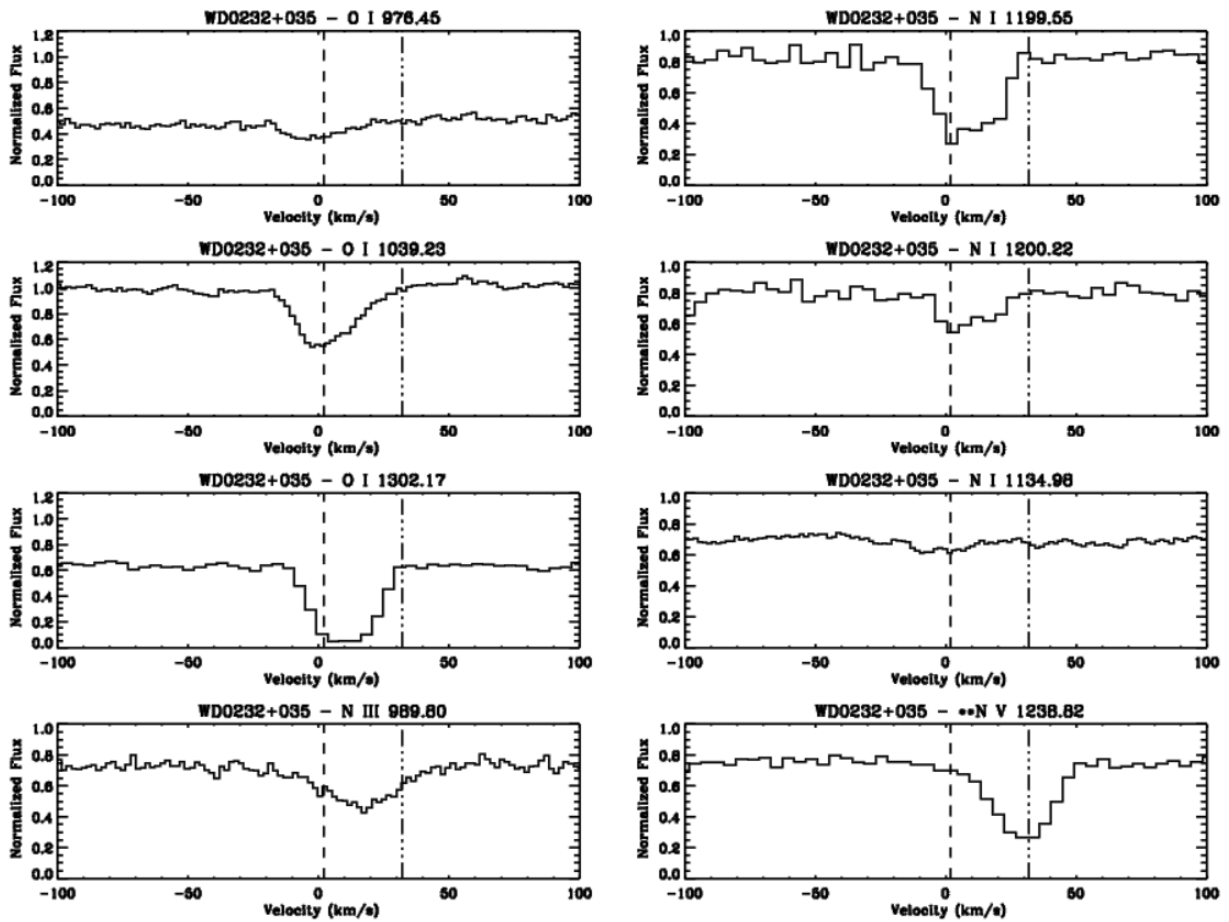 WD0232+035 - O I 976.45
1.2
1.0
0.8
0.6
0.4
0.2
0.0
Normalized Flux
-100 -50 0 50 100
Velocity (km/s)
WD0232+035 - N I 1199.55
1.0
0.8
0.6
0.4
0.2
0.0
Normalized Flux
-100 -50 0 50 100
Velocity (km/s)
WD0232+035 - O I 1039.23
1.2
1.0
0.8
0.6
0.4
0.2
0.0
Normalized Flux
-100 -50 0 50 100
Velocity (km/s)
WD0232+035 - N I 1200.22
1.0
0.8
0.6
0.4
0.2
0.0
Normalized Flux
-100 -50 0 50 100
Velocity (km/s)
WD0232+035 - O I 1302.17
1.2
1.0
0.8
0.6
0.4
0.2
0.0
Normalized Flux
-100 -50 0 50 100
Velocity (km/s)
WD0232+035 - N I 1134.98
1.0
0.8
0.6
0.4
0.2
0.0
Normalized Flux
-100 -50 0 50 100
Velocity (km/s)
WD0232+035 - N III 989.80
1.0
0.8
0.6
0.4
0.2
0.0
Normalized Flux
-100 -50 0 50 100
Velocity (km/s)
WD0232+035 - **N V 1238.82
1.0
0.8
0.6
0.4
0.2
0.0
Normalized Flux
-100 -50 0 50 100
Velocity (km/s)